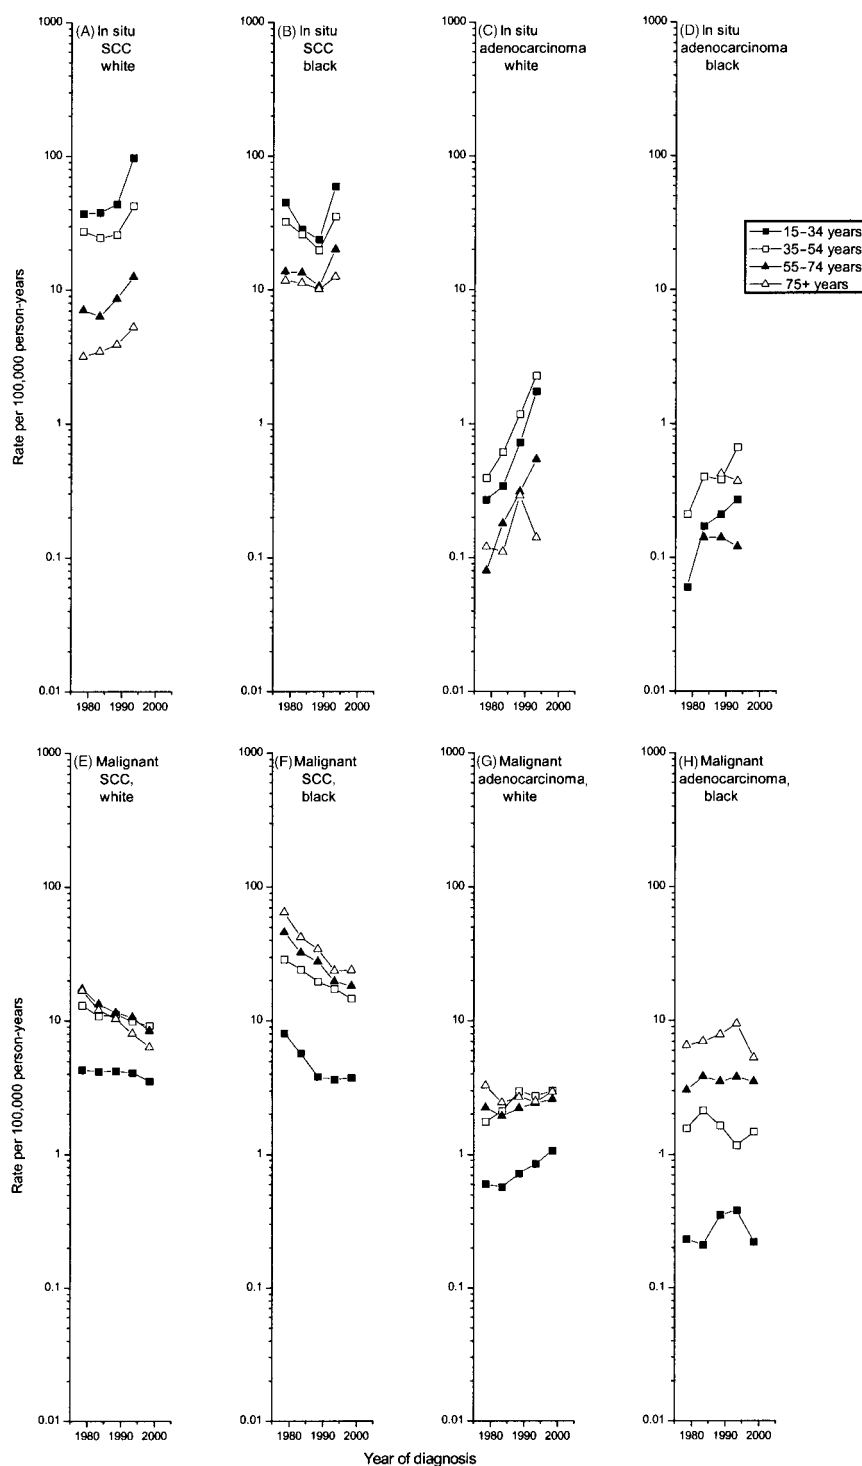 (A) In situ
SCC
white
(B) In situ
SCC
black
(C) In situ
adenocarcinoma
white
(D) In situ
adenocarcinoma
black
1000
100
10
1
0.1
0.01
1000
100
10
1
0.1
0.01
1000
100
10
1
0.1
0.01
1000
100
10
1
0.1
0.01
15–34 years
35–54 years
55–74 years
75+ years
Rate per 100,000 person-years
1980 1990 2000
1980 1990 2000
1980 1990 2000
1980 1990 2000
(E) Malignant
SCC,
white
(F) Malignant
SCC,
black
(G) Malignant
adenocarcinoma,
white
(H) Malignant
adenocarcinoma,
black
1000
100
10
1
0.1
0.01
1000
100
10
1
0.1
0.01
1000
100
10
1
0.1
0.01
1000
100
10
1
0.1
0.01
Rate per 100,000 person-years
1980 1990 2000
1980 1990 2000
1980 1990 2000
1980 1990 2000
Year of diagnosis